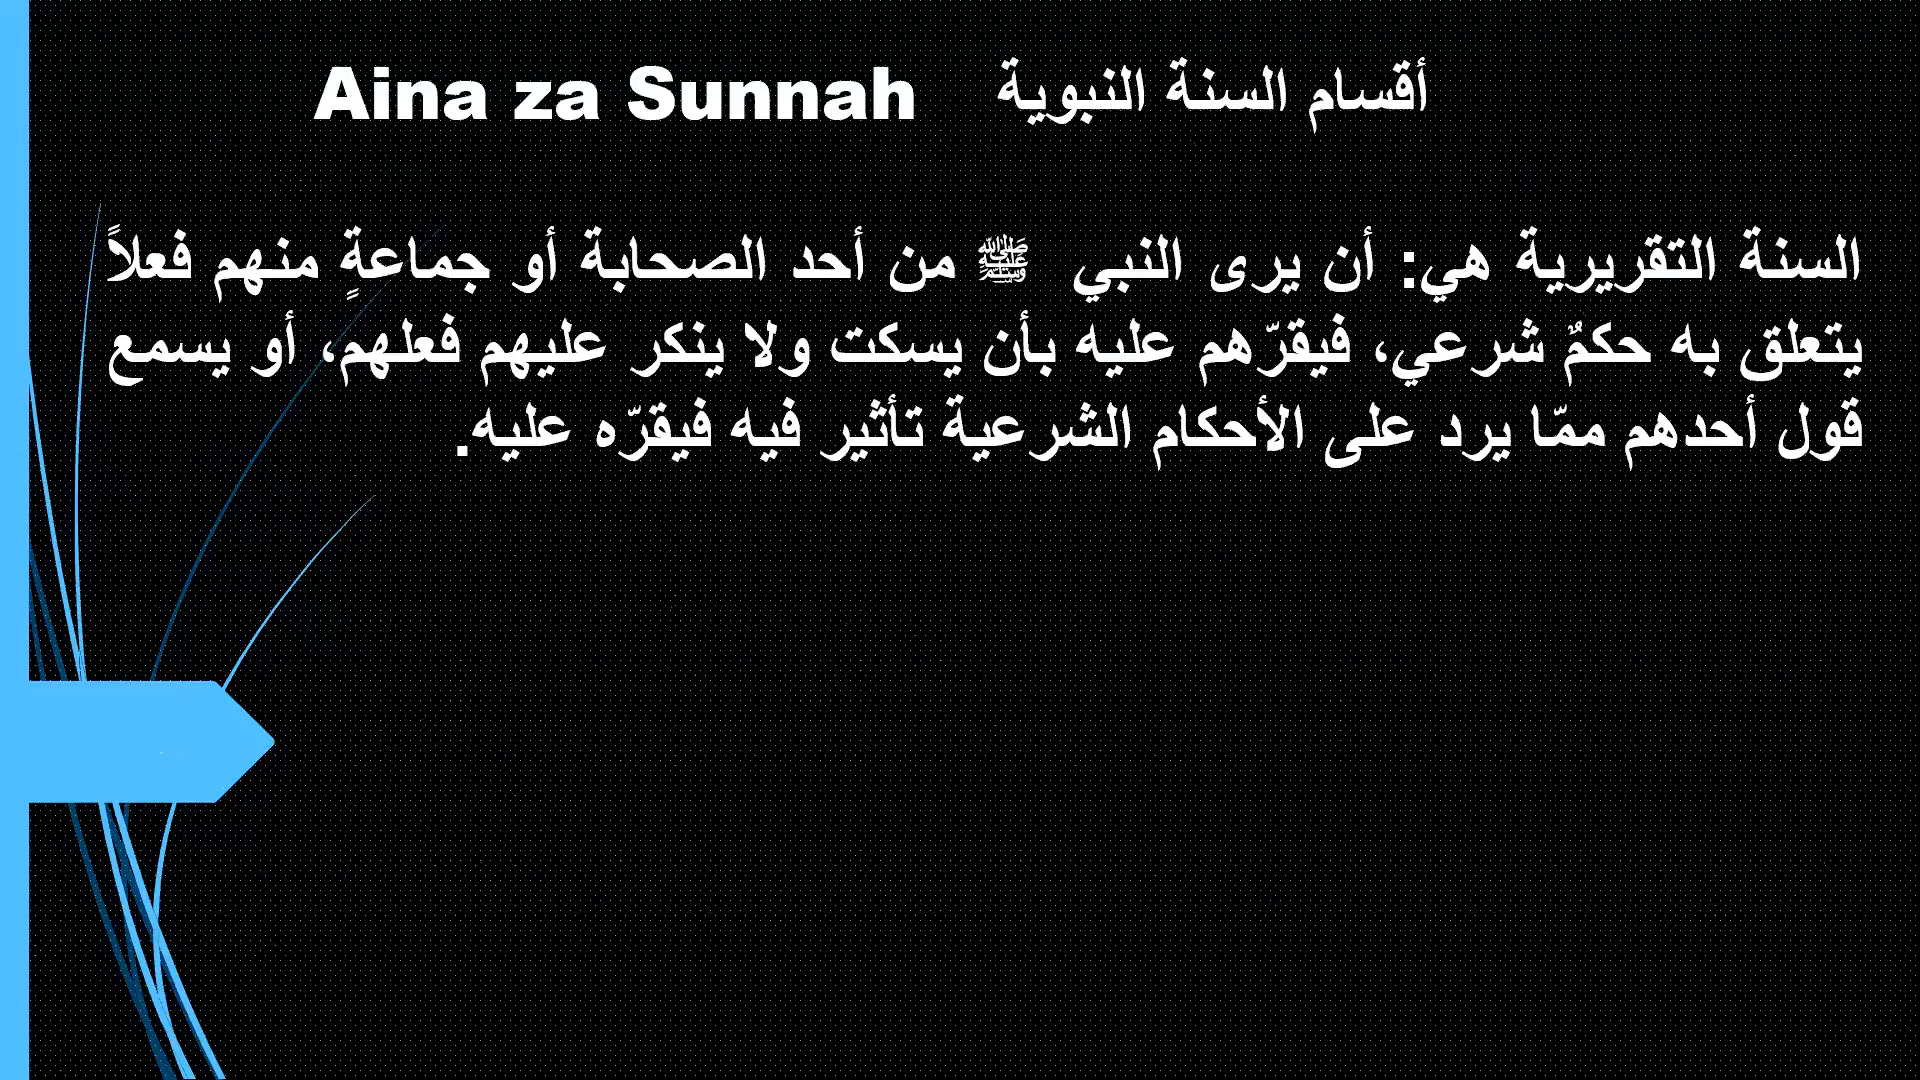 Aina za Sunnah أقسام السنة النبوية
السنة التقريرية هي: أن يرى النبي ﷺ من أحد الصحابة أو جماعةٍ منهم فعلاً
يتعلق به حكمٌ شرعي، فيقرّهم عليه بأن يسكت ولا ينكر عليهم فعلهم، أو يسمع
قول أحدهم ممّا يرد على الأحكام الشرعية تأثير فيه فيقرّه عليه.